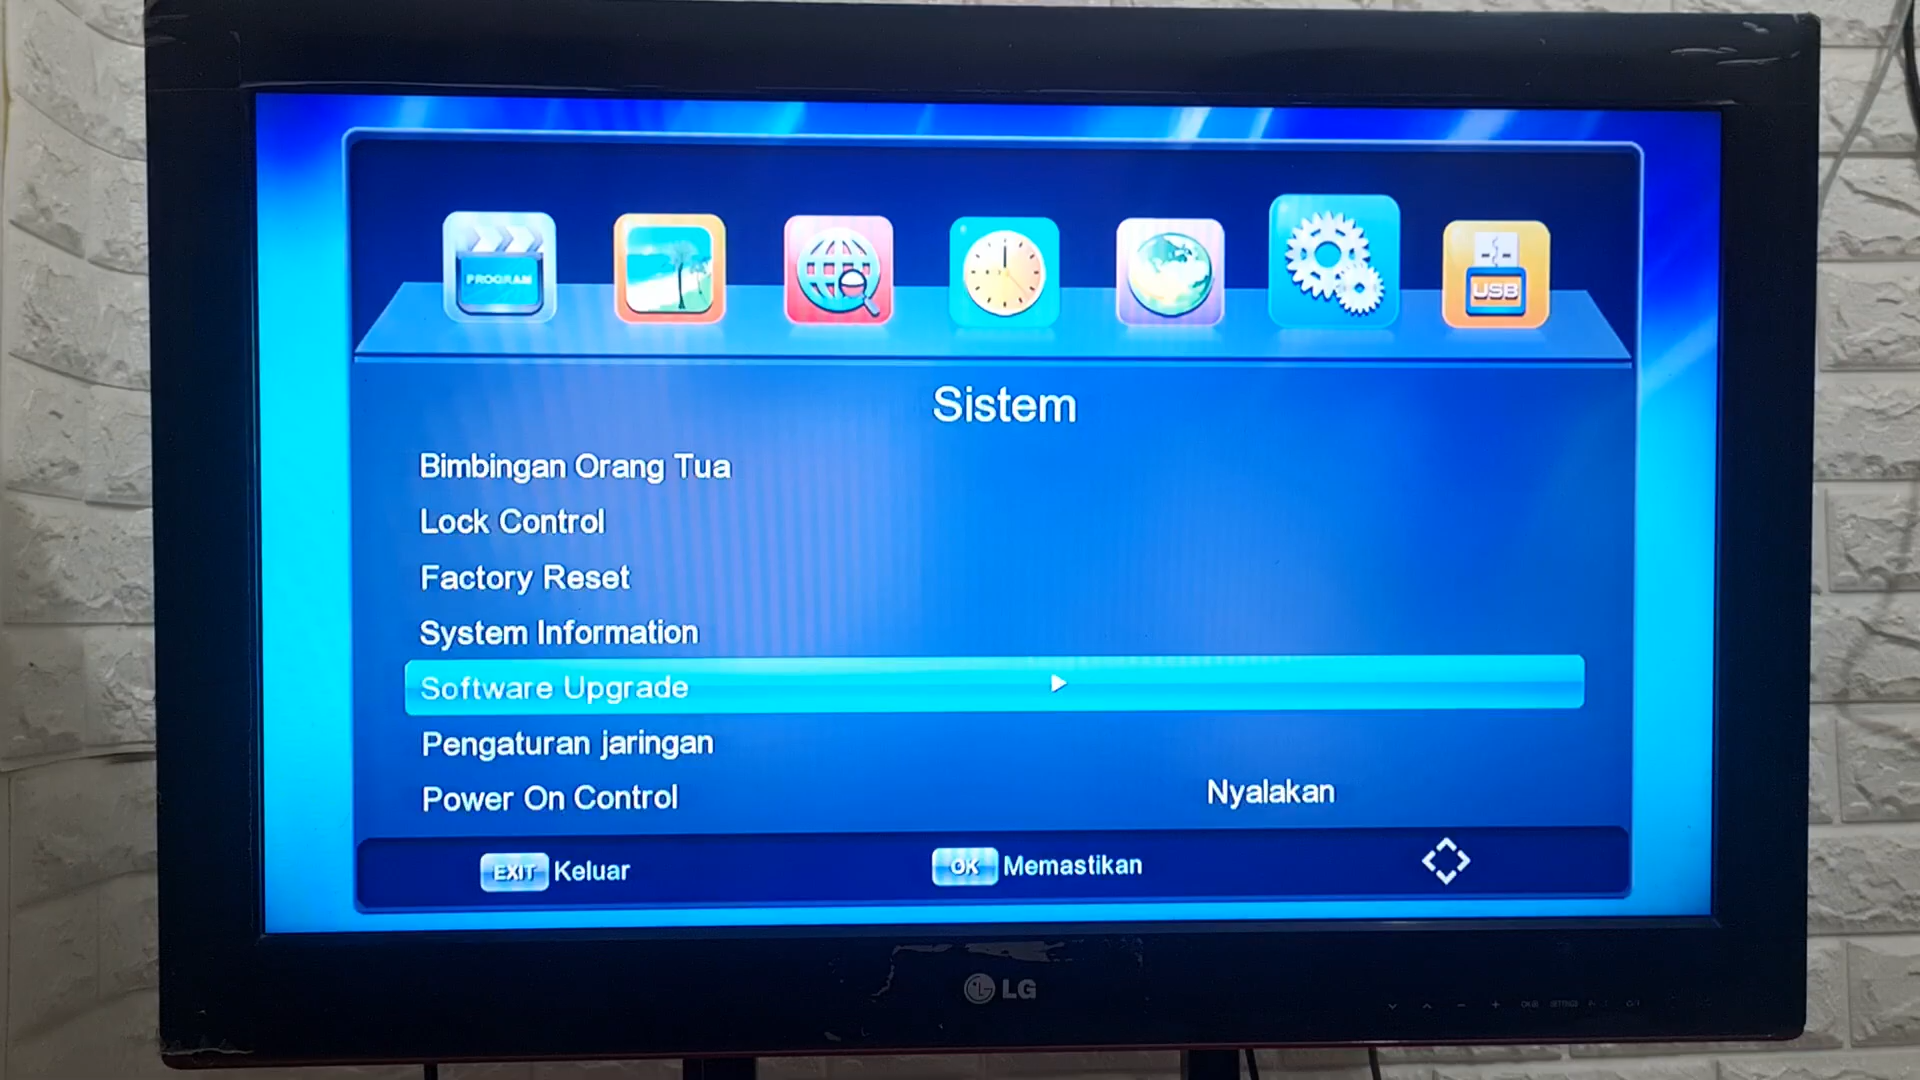 PROGRAM
USB
Sistem
Bimbingan Orang Tua
Lock Control
Factory Reset
System Information
Software Upgrade
Pengaturan jaringan
Power On Control Nyalakan
EXIT Keluar OK Memastikan
LG